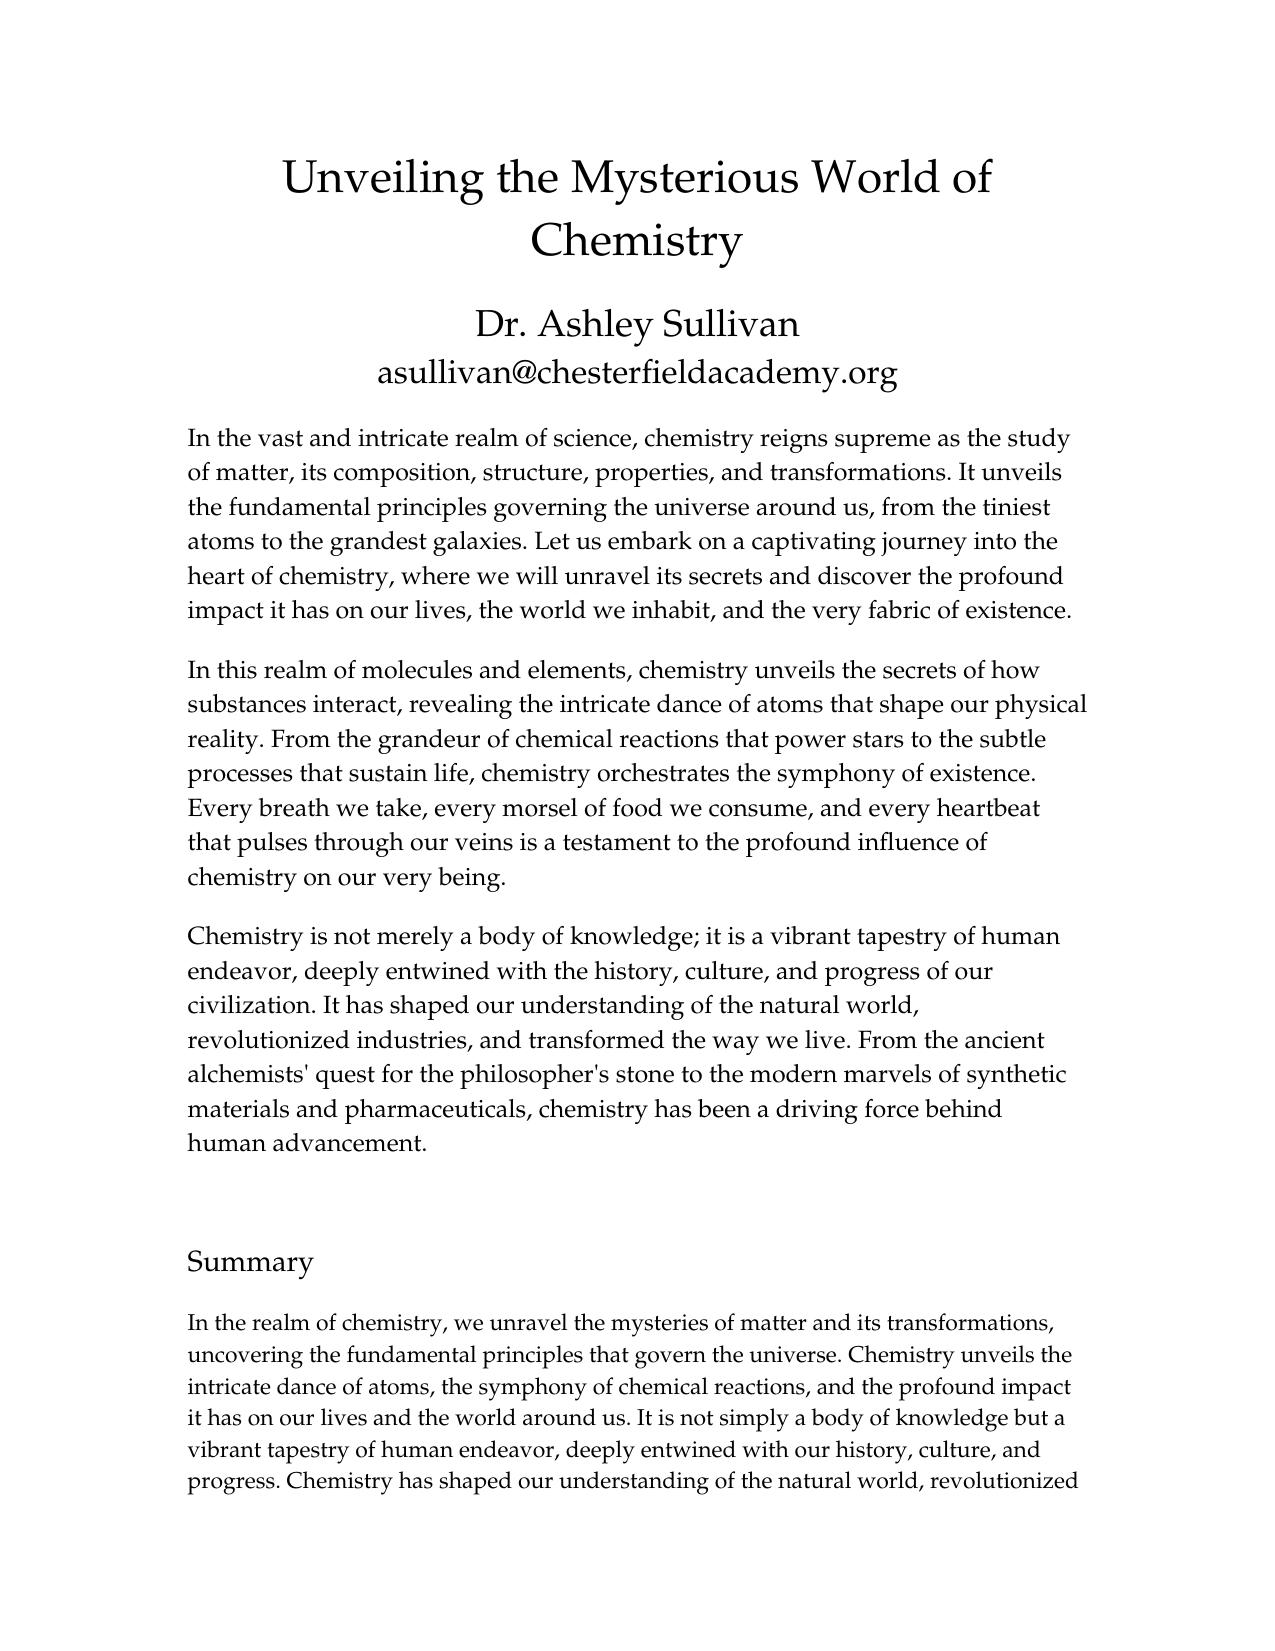 Unveiling the Mysterious World of
Chemistry
Dr. Ashley Sullivan
asullivan@chesterfieldacademy.org
In the vast and intricate realm of science, chemistry reigns supreme as the study
of matter, its composition, structure, properties, and transformations. It unveils
the fundamental principles governing the universe around us, from the tiniest
atoms to the grandest galaxies. Let us embark on a captivating journey into the
heart of chemistry, where we will unravel its secrets and discover the profound
impact it has on our lives, the world we inhabit, and the very fabric of existence.
In this realm of molecules and elements, chemistry unveils the secrets of how
substances interact, revealing the intricate dance of atoms that shape our physical
reality. From the grandeur of chemical reactions that power stars to the subtle
processes that sustain life, chemistry orchestrates the symphony of existence.
Every breath we take, every morsel of food we consume, and every heartbeat
that pulses through our veins is a testament to the profound influence of
chemistry on our very being.
Chemistry is not merely a body of knowledge; it is a vibrant tapestry of human
endeavor, deeply entwined with the history, culture, and progress of our
civilization. It has shaped our understanding of the natural world,
revolutionized industries, and transformed the way we live. From the ancient
alchemists' quest for the philosopher's stone to the modern marvels of synthetic
materials and pharmaceuticals, chemistry has been a driving force behind
human advancement.
Summary
In the realm of chemistry, we unravel the mysteries of matter and its transformations,
uncovering the fundamental principles that govern the universe. Chemistry unveils the
intricate dance of atoms, the symphony of chemical reactions, and the profound impact
it has on our lives and the world around us. It is not simply a body of knowledge but a
vibrant tapestry of human endeavor, deeply entwined with our history, culture, and
progress. Chemistry has shaped our understanding of the natural world, revolutionized